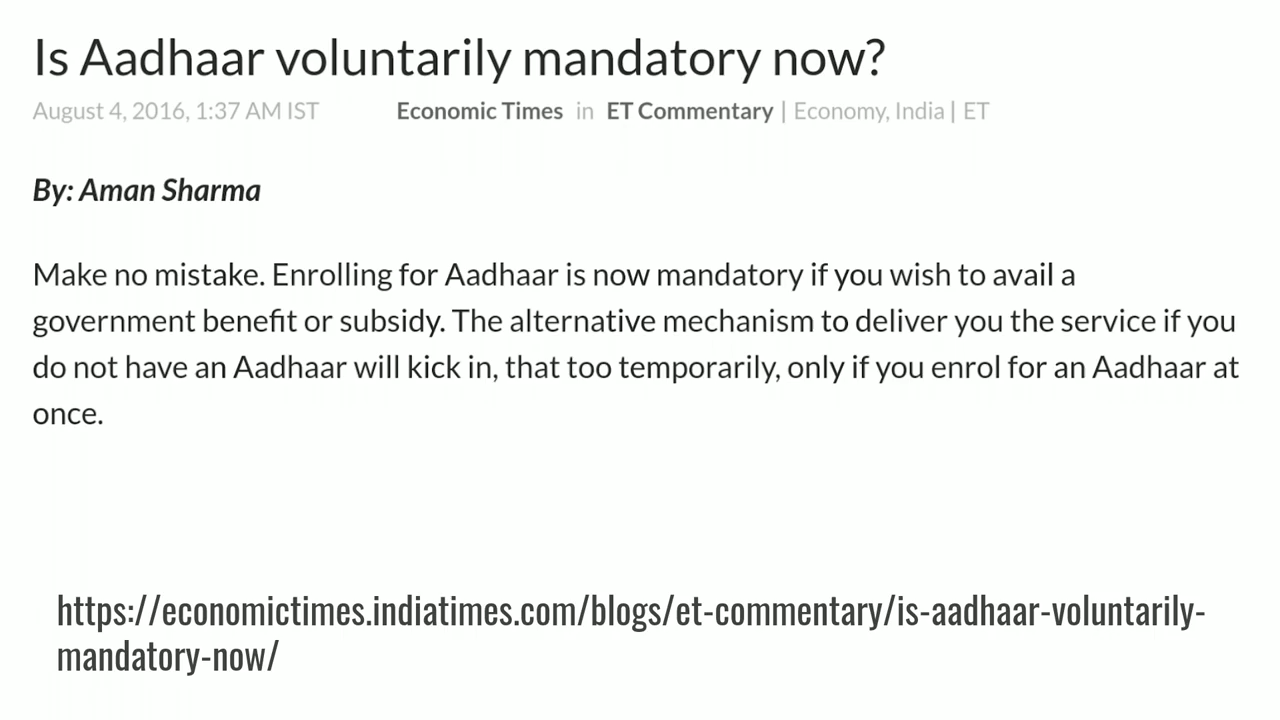 Is Aadhaar voluntarily mandatory now?
August 4, 2016, 1:37 AM IST Economic Times in ET Commentary | Economy, India | ET
By: Aman Sharma
Make no mistake. Enrolling for Aadhaar is now mandatory if you wish to avail a
government benefit or subsidy. The alternative mechanism to deliver you the service if you
do not have an Aadhaar will kick in, that too temporarily, only if you enrol for an Aadhaar at
once.
https://economictimes.indiatimes.com/blogs/et-commentary/is-aadhaar-voluntarily-
mandatory-now/